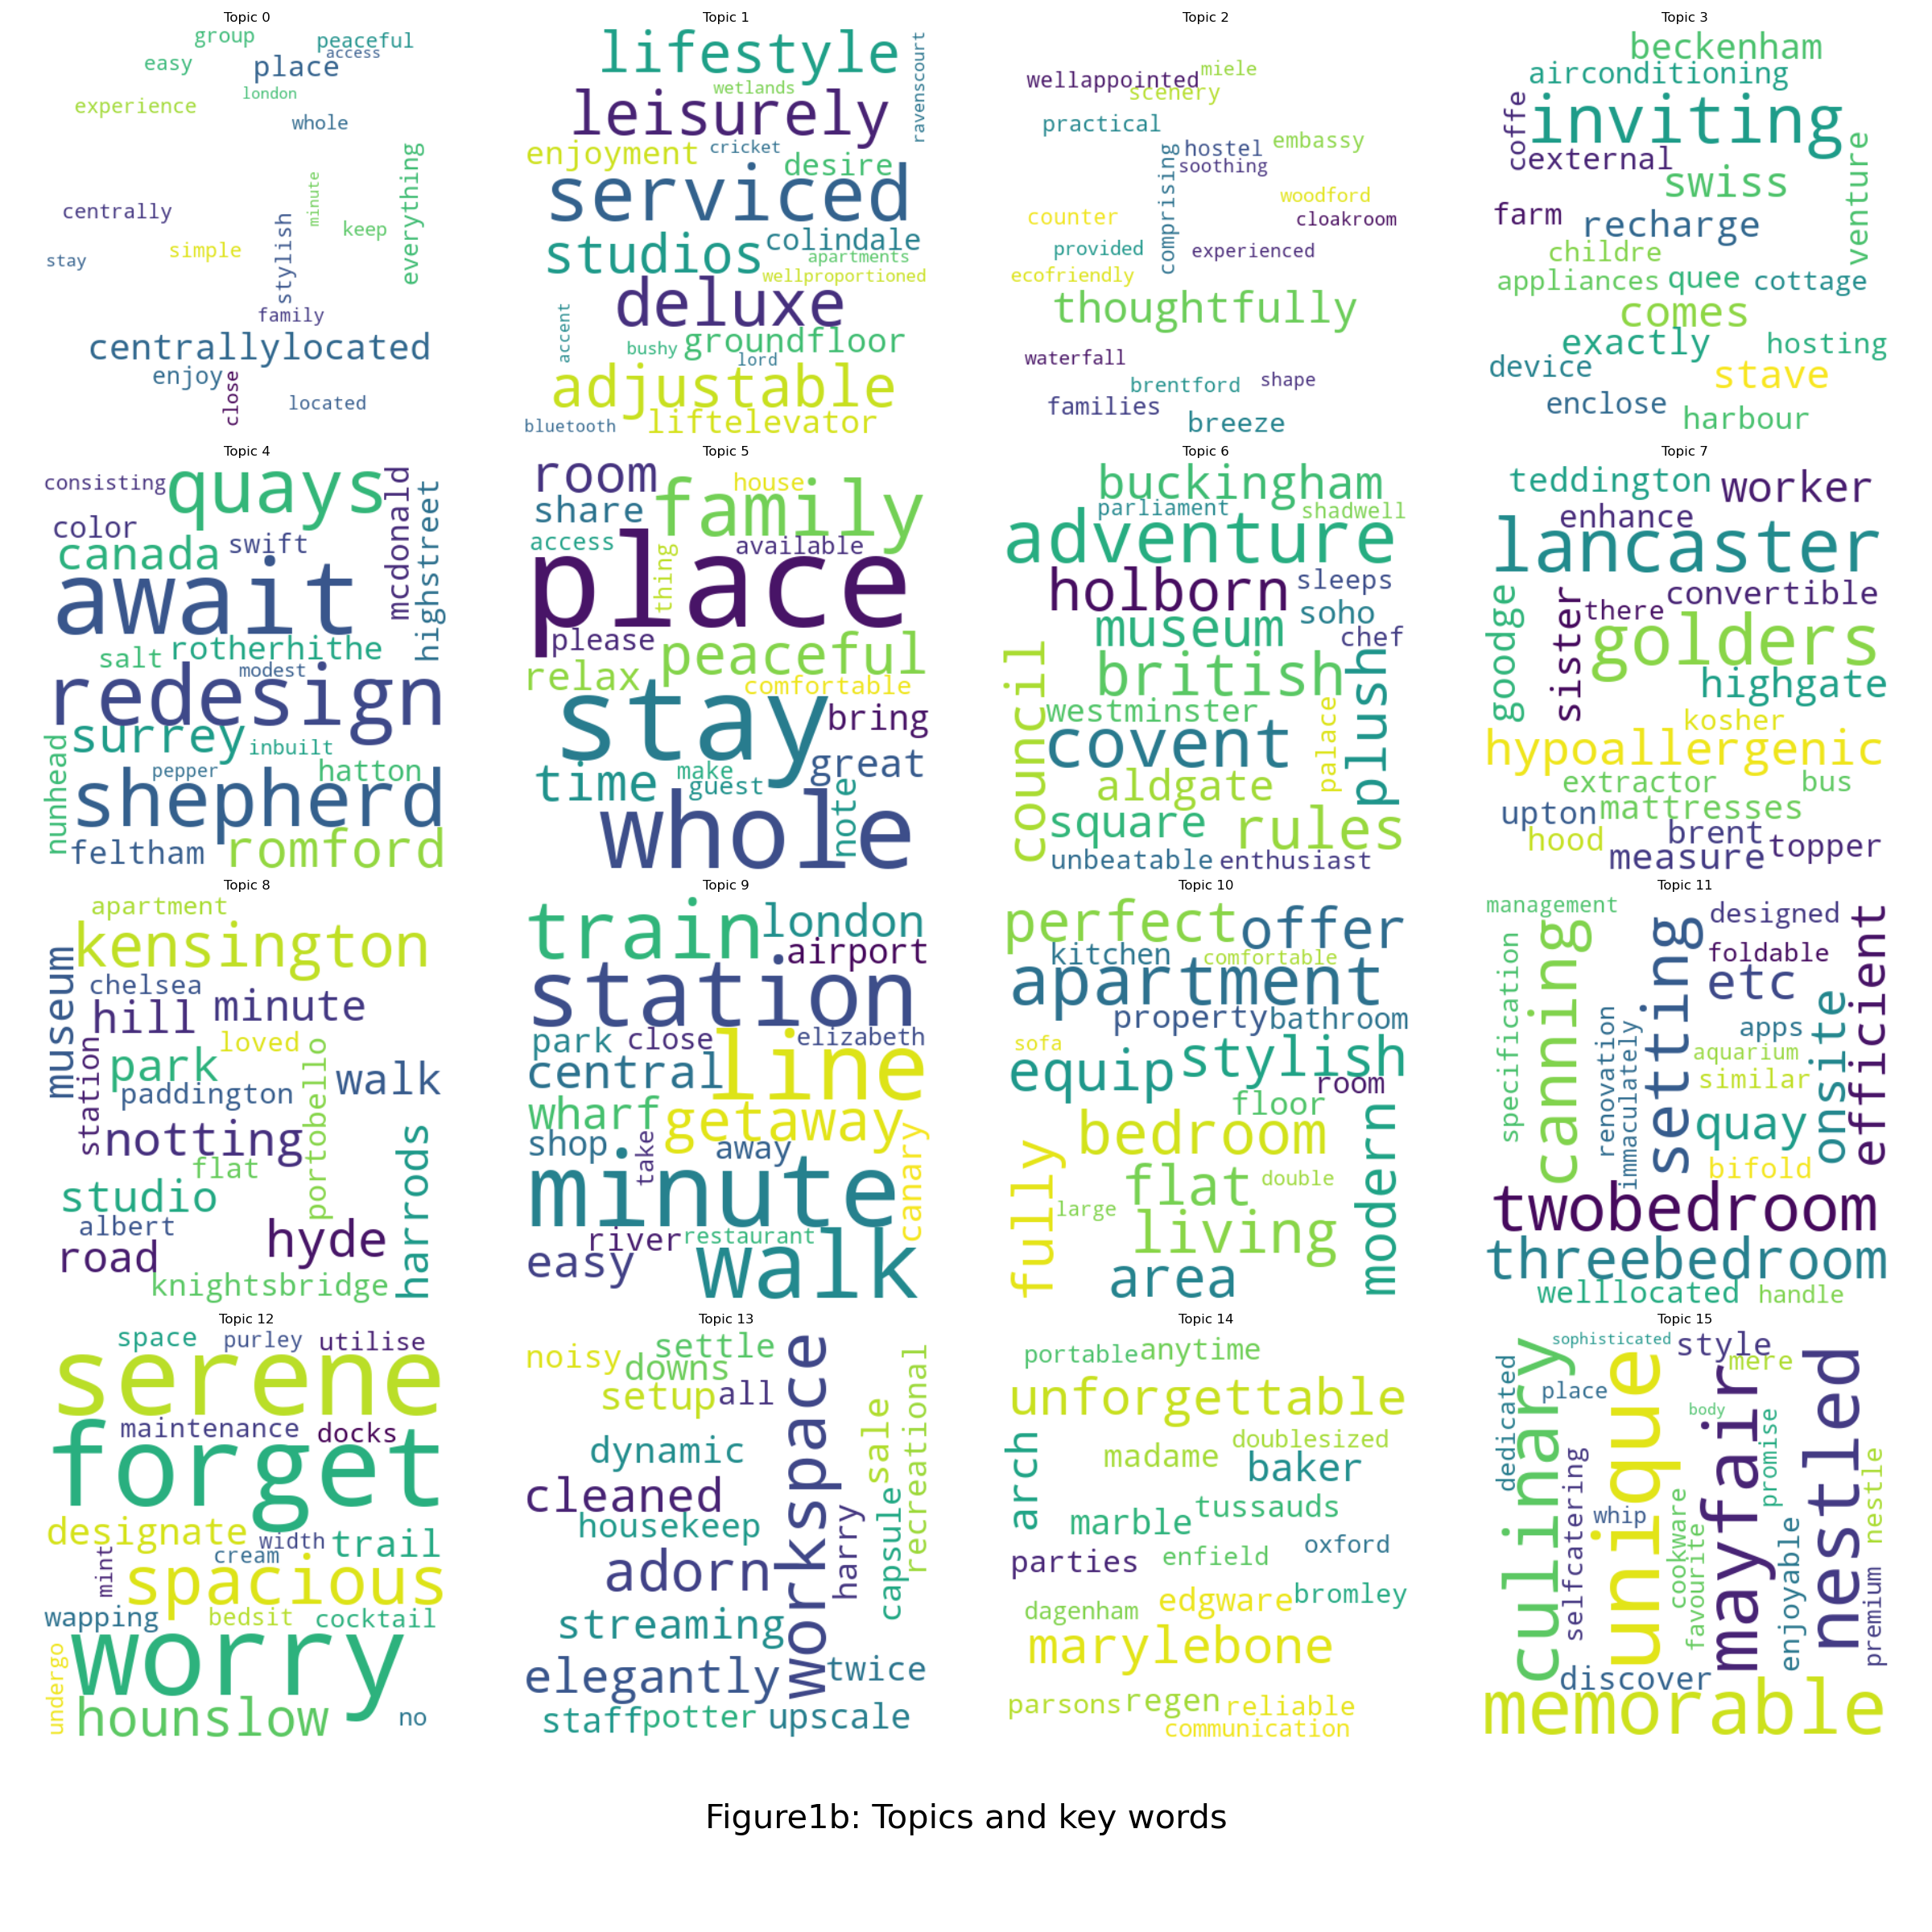 Topic 0
group
peaceful
access
easy
place
london
experience
whole
everything
minute
centrally
keep
stylish
simple
stay
family
centrallylocated
enjoy
close
located
Topic 1
lifestyle
ravenscourt
wetlands
leisurely
cricket
enjoyment
desire
serviced
colindale
studios
apartments
wellproportioned
deluxe
accent
groundfloor
bushy
lord
adjustable
liftelevator
bluetooth
Topic 2
miele
wellappointed
scenery
practical
embassy
hostel
soothing
comprising
woodford
counter
cloakroom
provided
experienced
ecofriendly
thoughtfully
waterfall
brentford
shape
families
breeze
Topic 3
beckenham
airconditioning
coffe
inviting
external
venture
swiss
farm
recharge
childre
appliances
quee
cottage
comes
exactly
hosting
device
stave
enclose
harbour
Topic 4
consisting
quays
mcdonald
highstreet
color
swift
canada
await
rotherhithe
salt
modest
redesign
surrey
inbuilt
nunhead
pepper
hatton
shepherd
feltham
romford
Topic 5
room
house
family
share
access
available
thing
place
please
peaceful
relax
comfortable
stay
bring
great
time
make
guest
note
whole
Topic 6
buckingham
parliament
shadwell
adventure
holborn
sleeps
soho
museum
chef
council
british
plush
westminster
palace
covent
aldgate
square
rules
unbeatable
enthusiast
Topic 7
teddington
worker
enhance
lancaster
goodge
sister
there
convertible
golders
highgate
kosher
hypoallergenic
extractor
bus
upton
mattresses
hood
brent
topper
measure
Topic 8
apartment
kensington
museum
chelsea
hill
minute
station
loved
park
portobello
paddington
walk
notting
flat
harrods
studio
albert
hyde
road
knightsbridge
Topic 9
train
london
airport
station
park
close
elizabeth
line
central
wharf
getaway
shop
take
away
canary
minute
river
restaurant
easy
walk
Topic 10
perfect
offer
kitchen
comfortable
apartment
property
bathroom
sofa
equip
stylish
room
floor
bedroom
modern
fully
flat
double
large
living
area
Topic 11
management
designed
specification
canning
setting
foldable
efficient
etc
onsite
renovation
immaculately
apps
aquarium
similar
quay
bifold
twobedroom
threebedroom
welllocated
handle
Topic 12
space
purley
utilise
serene
maintenance
docks
forget
designate
width
trail
cream
mint
spacious
wapping
bedsit
cocktail
worry
undergo
hounslow
no
Topic 13
noisy
settle
downs
setup
all
workspace
recreational
sale
dynamic
cleaned
capsule
harry
housekeep
adorn
streaming
elegantly
twice
staff
potter
upscale
Topic 14
portable
anytime
unforgettable
arch
madame
doublesized
baker
tussauds
marble
oxford
parties
enfield
edgware
bromley
dagenham
marylebone
parsons
regen
reliable
communication
Topic 15
sophisticated
style
mere
culinary
dedicated
place
unique
mayfair
nestled
body
promise
selfcatering
whip
cookware
favourite
enjoyable
nestle
premium
discover
memorable
Figure1b: Topics and key words